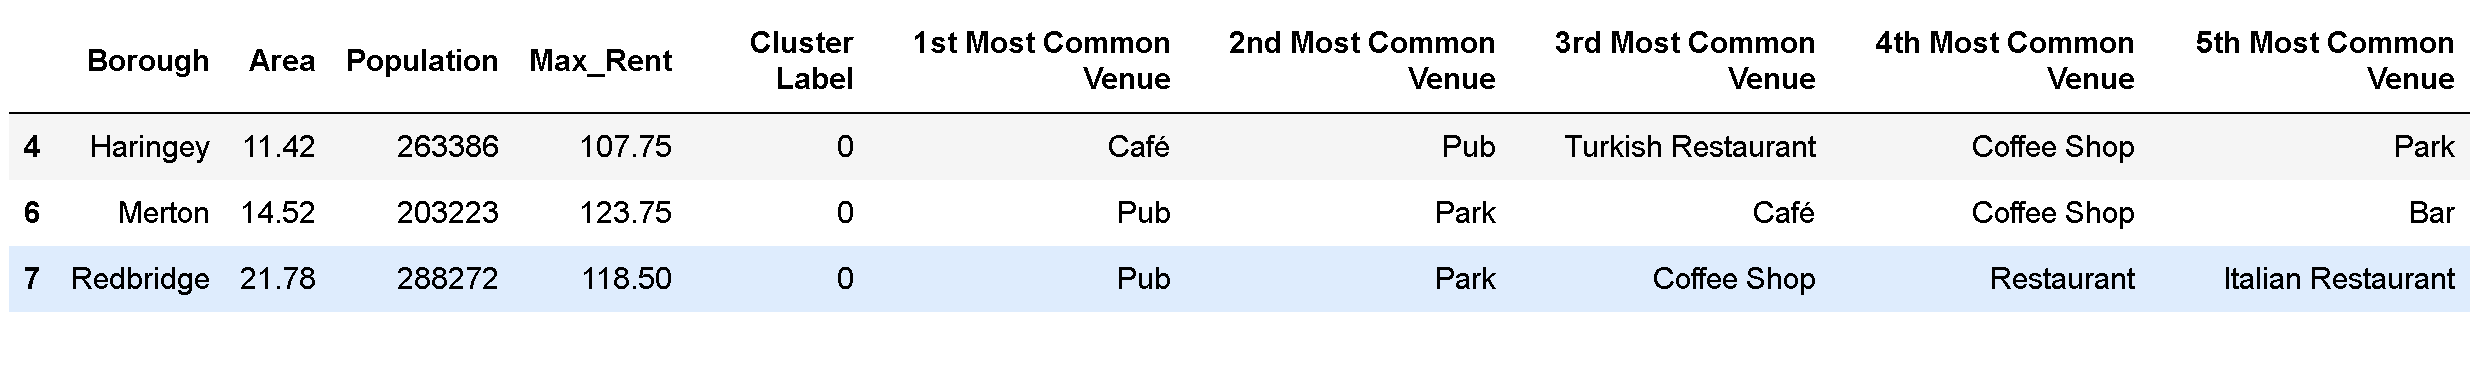 Borough Area Population Max_Rent Cluster Label 1st Most Common Venue 2nd Most Common Venue 3rd Most Common Venue 4th Most Common Venue 5th Most Common Venue
4 Haringey 11.42 263386 107.75 0 Café Pub Turkish Restaurant Coffee Shop Park
6 Merton 14.52 203223 123.75 0 Pub Park Café Coffee Shop Bar
7 Redbridge 21.78 288272 118.50 0 Pub Park Coffee Shop Restaurant Italian Restaurant